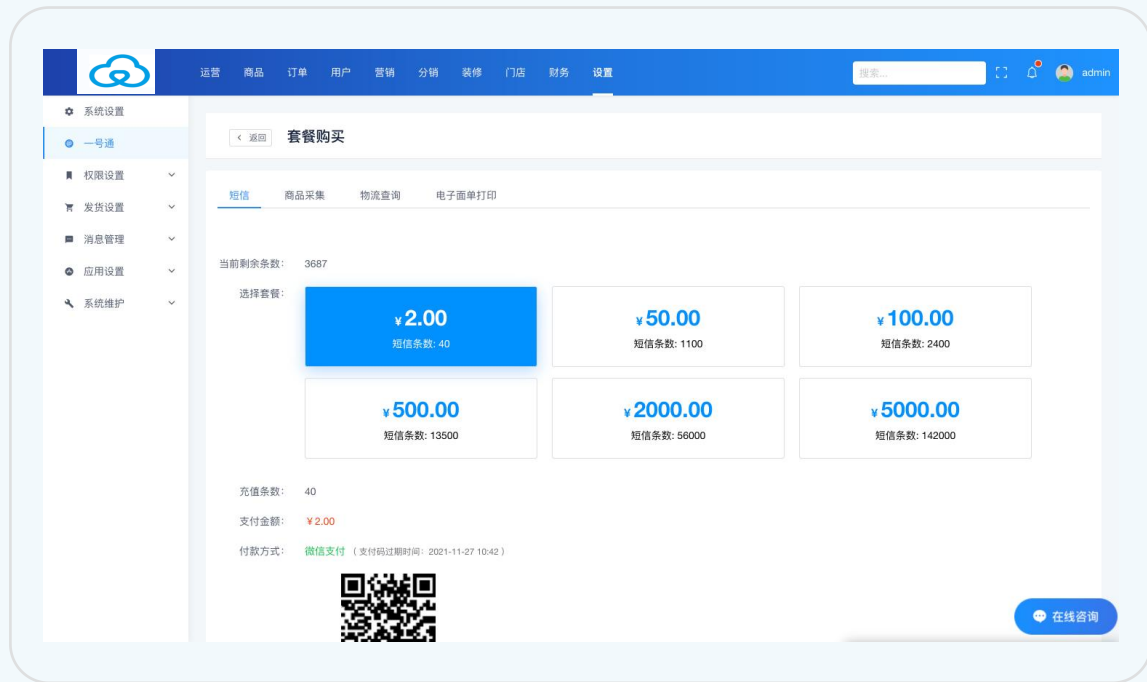 运营 商品 订单 用户 营销 分销 装修 门店 财务 设置 搜索... admin
系统设置
一号通
权限设置
发货设置
消息管理
应用设置
系统维护
< 返回 套餐购买
短信 商品采集 物流查询 电子面单打印
当前剩余条数: 3687
选择套餐:
¥2.00 ¥50.00 ¥100.00
短信条数: 40 短信条数: 1100 短信条数: 2400
¥500.00 ¥2000.00 ¥5000.00
短信条数: 13500 短信条数: 56000 短信条数: 142000
充值条数: 40
支付金额: ¥2.00
付款方式: 微信支付 ( 支付码过期时间: 2021-11-27 10:42 )
在线咨询